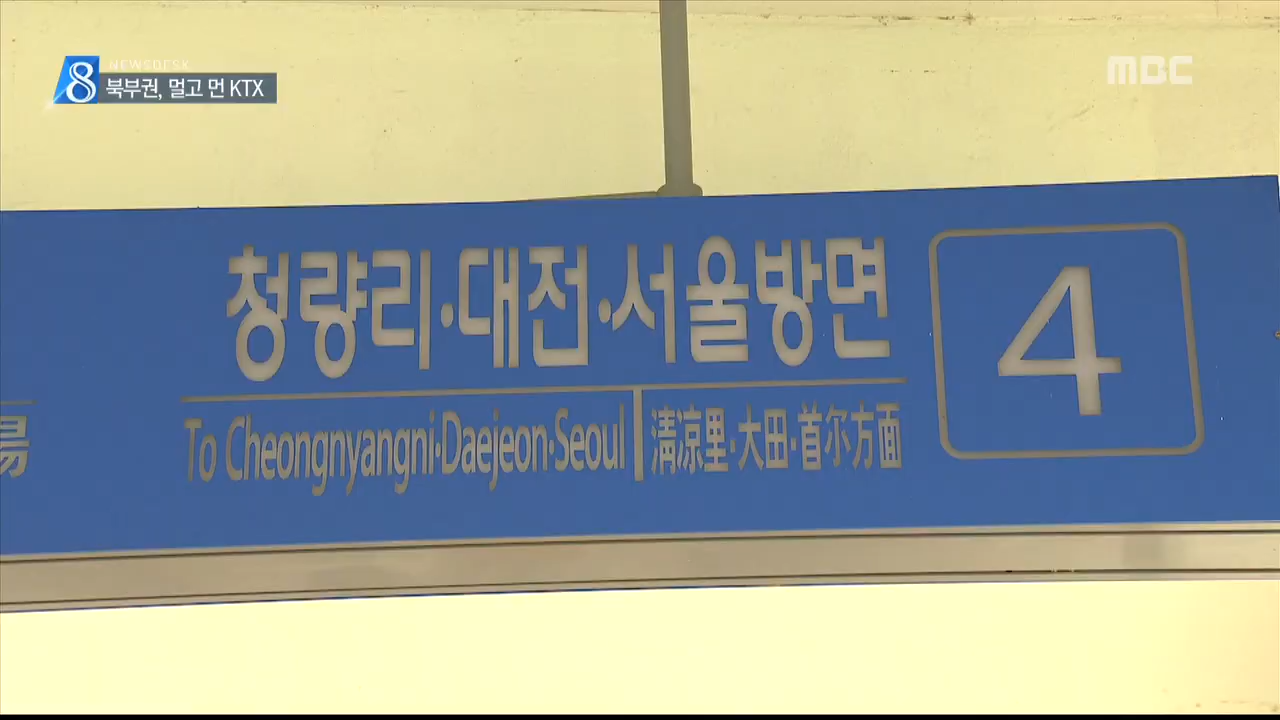 NEWSDESK
8 북부권, 멀고 먼 KTX
MBC
청량리·대전·서울방면
4
To Cheongnyangni·Daejeon·Seoul
清凉里·大田·首尔方面